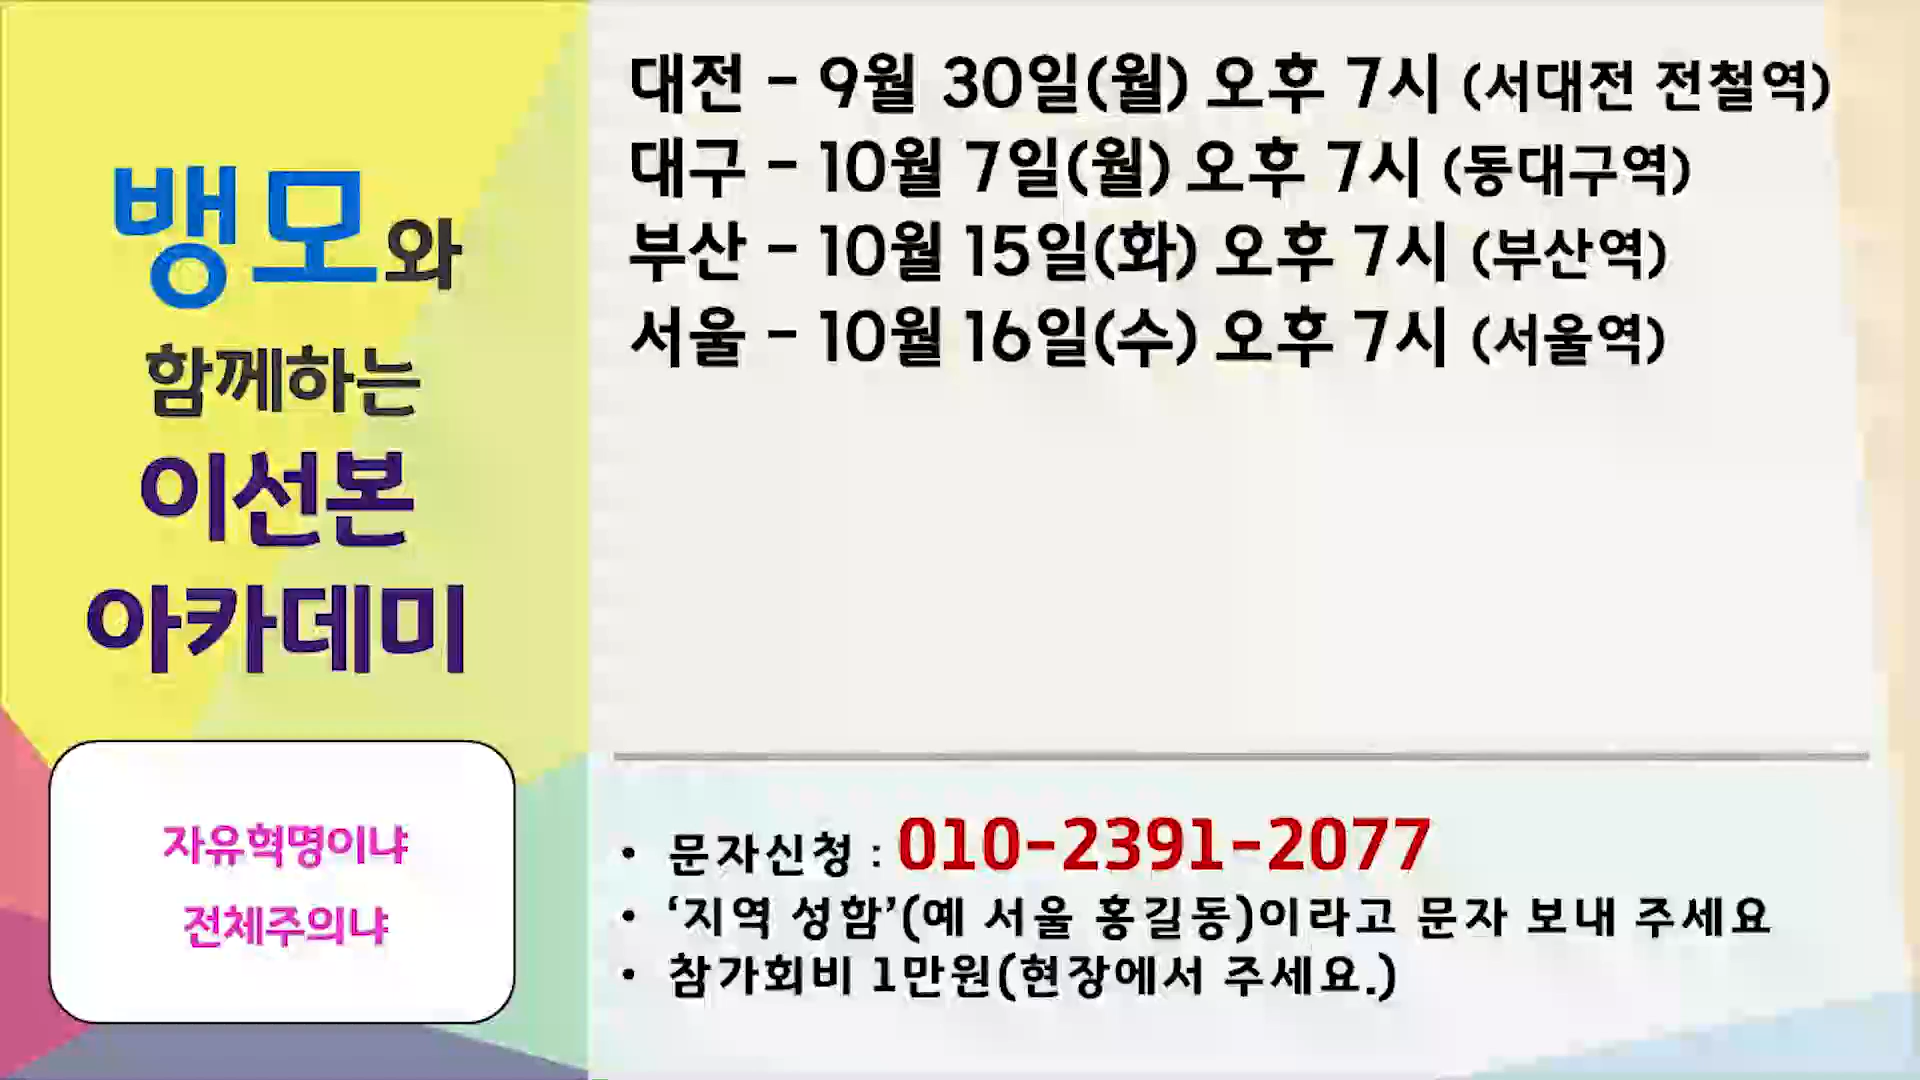 뱅모와
함께하는
이선본
아카데미
자유혁명이냐
전체주의냐
대전 - 9월 30일(월) 오후 7시 (서대전 전철역)
대구 - 10월 7일(월) 오후 7시 (동대구역)
부산 - 10월 15일(화) 오후 7시 (부산역)
서울 - 10월 16일(수) 오후 7시 (서울역)
• 문자신청 : 010-2391-2077
• ‘지역 성함’(예 서울 홍길동)이라고 문자 보내 주세요
• 참가회비 1만원(현장에서 주세요.)